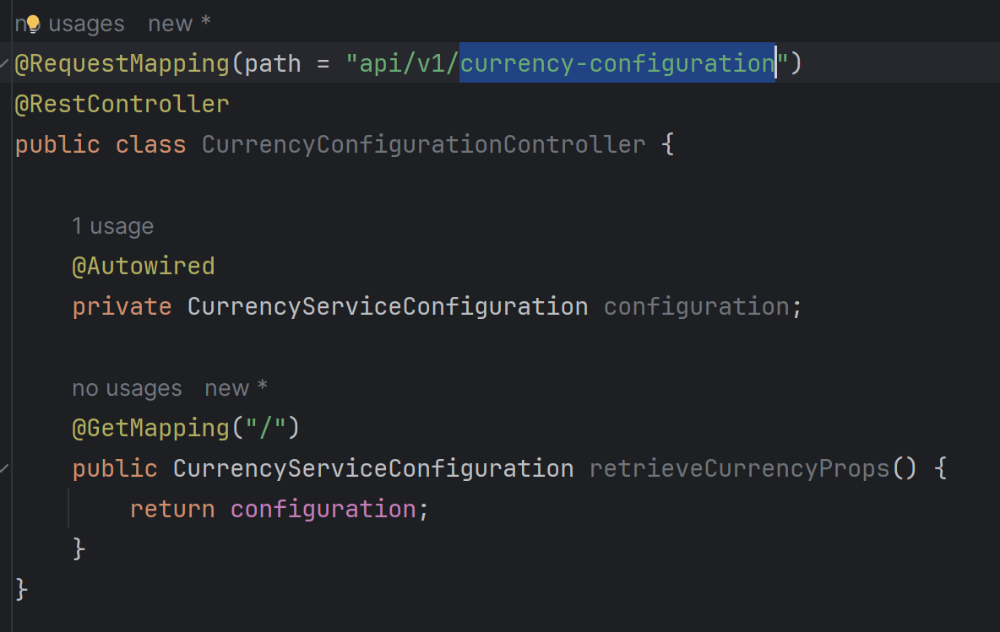 no usages new *
@RequestMapping(path = "api/v1/currency-configuration")
@RestController
public class CurrencyConfigurationController {
1 usage
@Autowired
private CurrencyServiceConfiguration configuration;
no usages new *
@GetMapping("/")
public CurrencyServiceConfiguration retrieveCurrencyProps() {
return configuration;
}
}